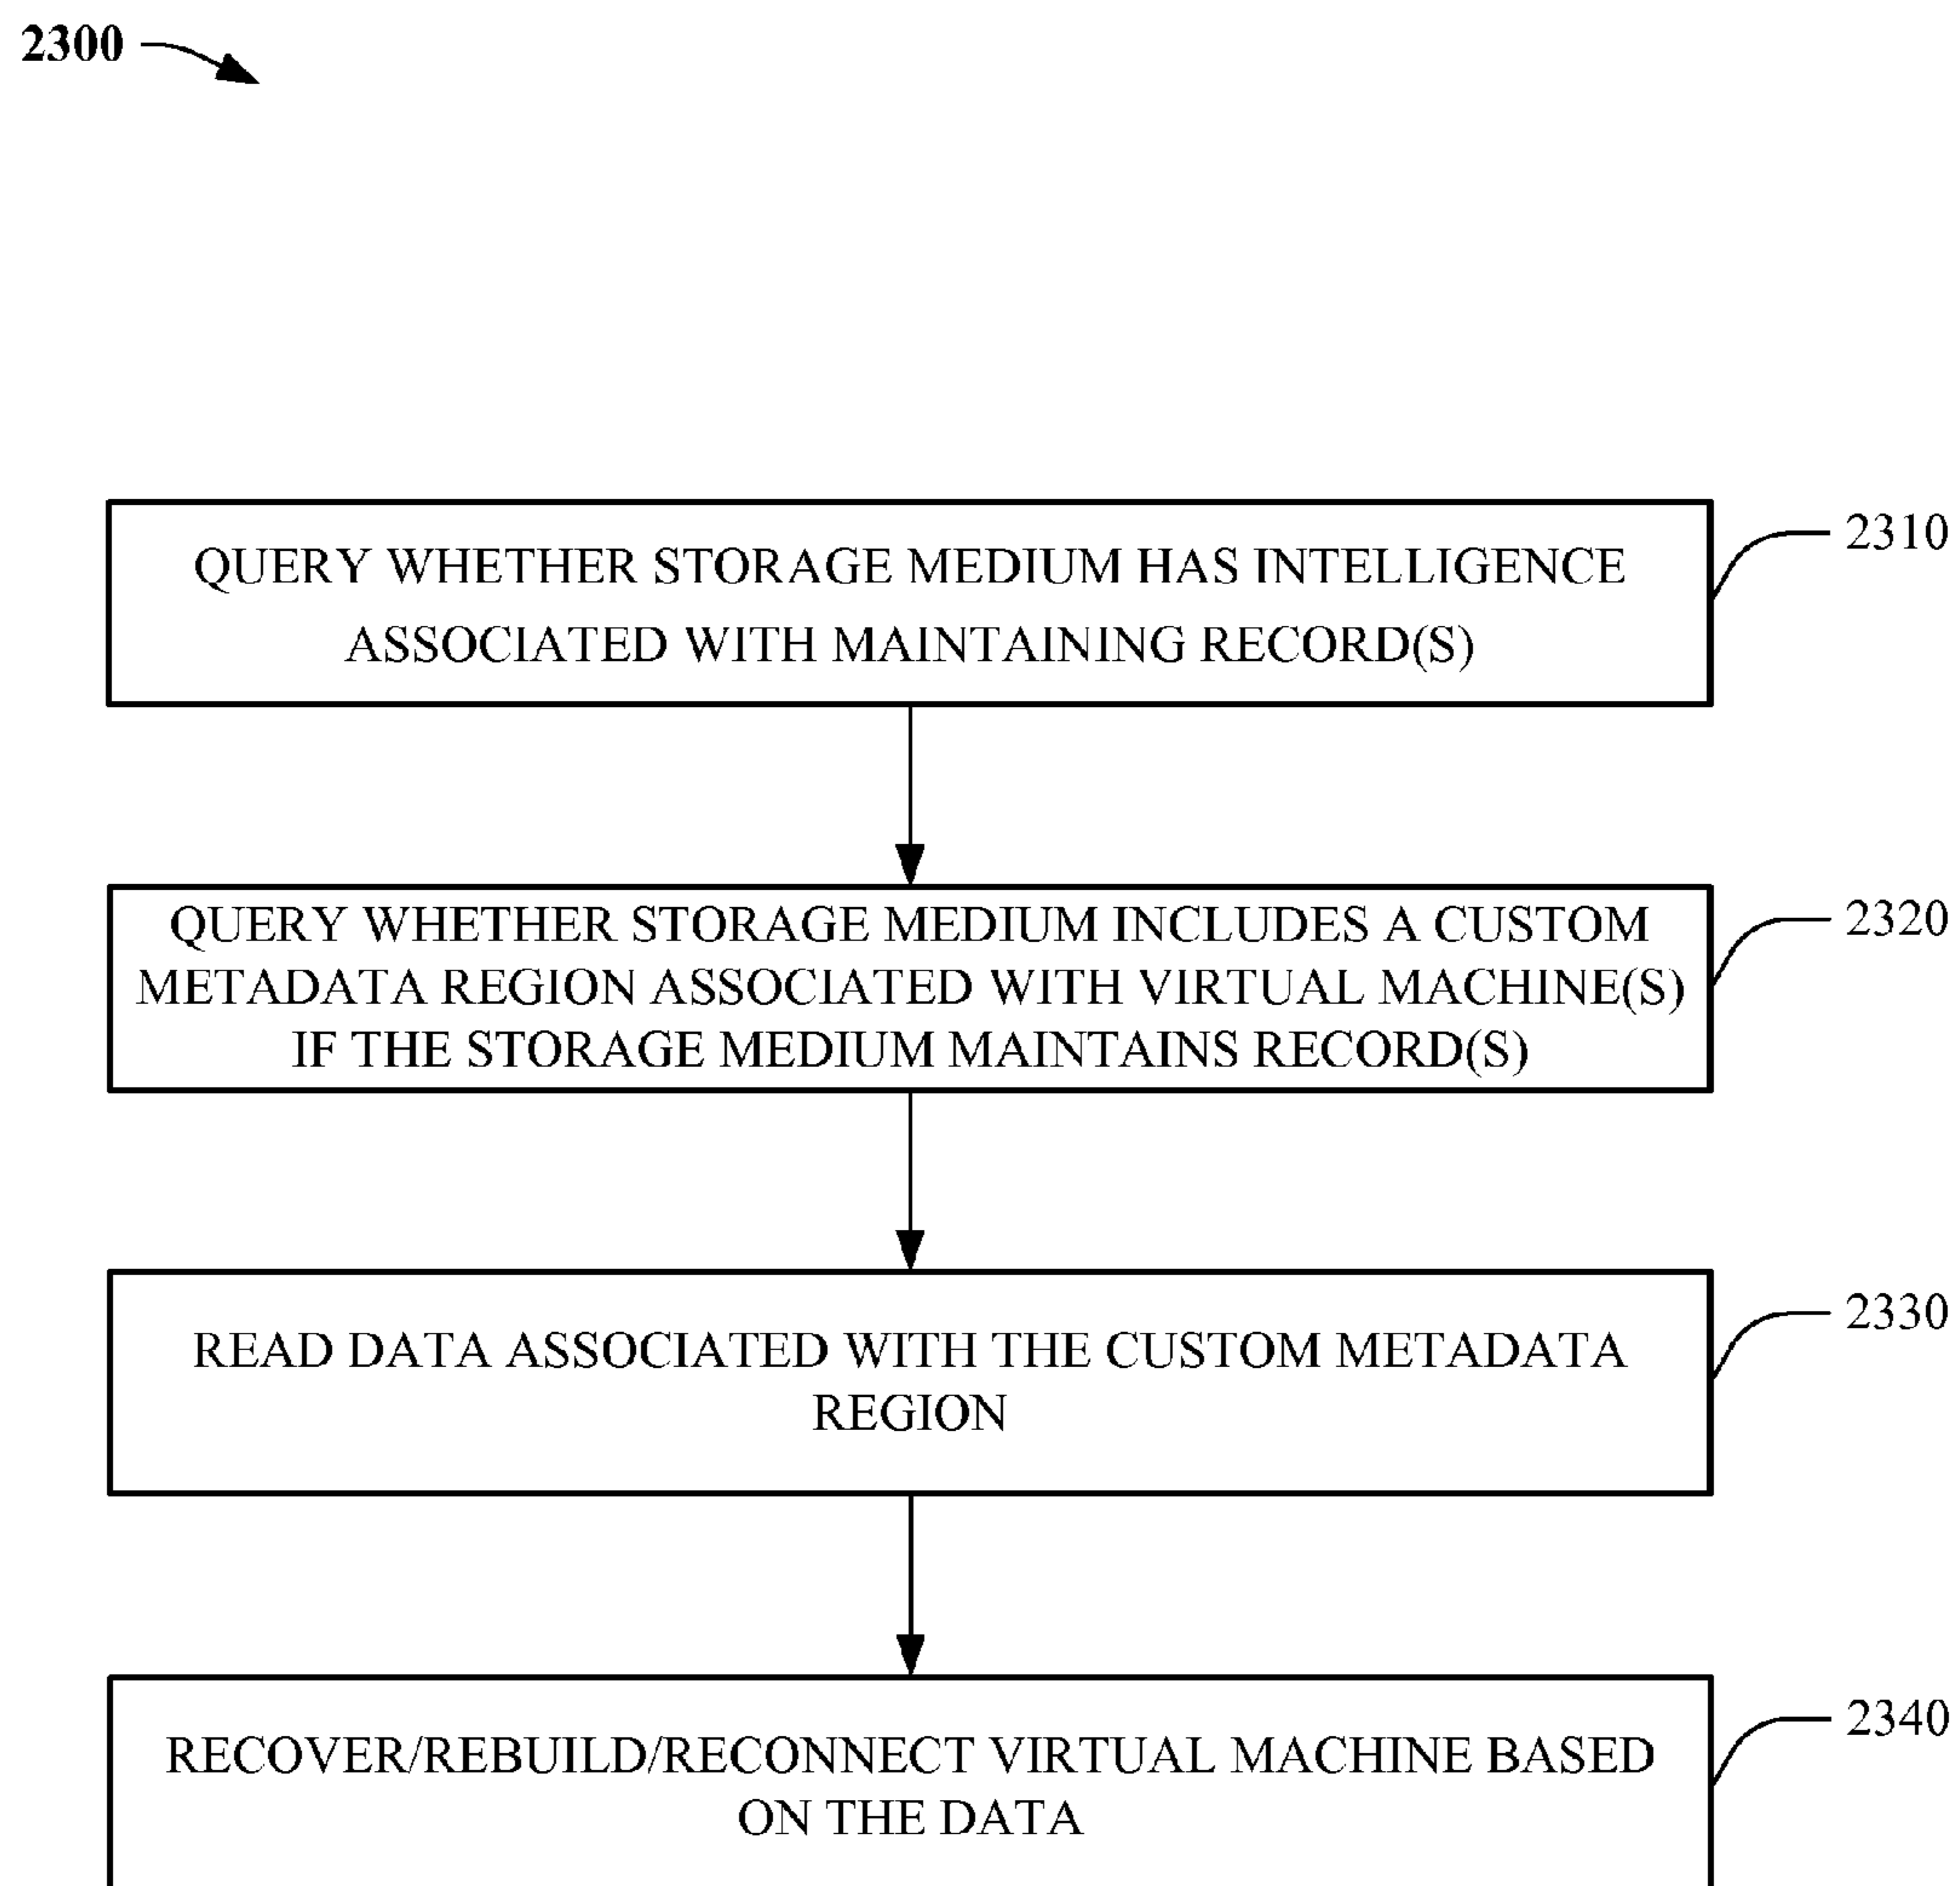 2300
QUERY WHETHER STORAGE MEDIUM HAS INTELLIGENCE
ASSOCIATED WITH MAINTAINING RECORD(S)
2310
QUERY WHETHER STORAGE MEDIUM INCLUDES A CUSTOM
METADATA REGION ASSOCIATED WITH VIRTUAL MACHINE(S)
IF THE STORAGE MEDIUM MAINTAINS RECORD(S)
2320
READ DATA ASSOCIATED WITH THE CUSTOM METADATA
REGION
2330
RECOVER/REBUILD/RECONNECT VIRTUAL MACHINE BASED
ON THE DATA
2340